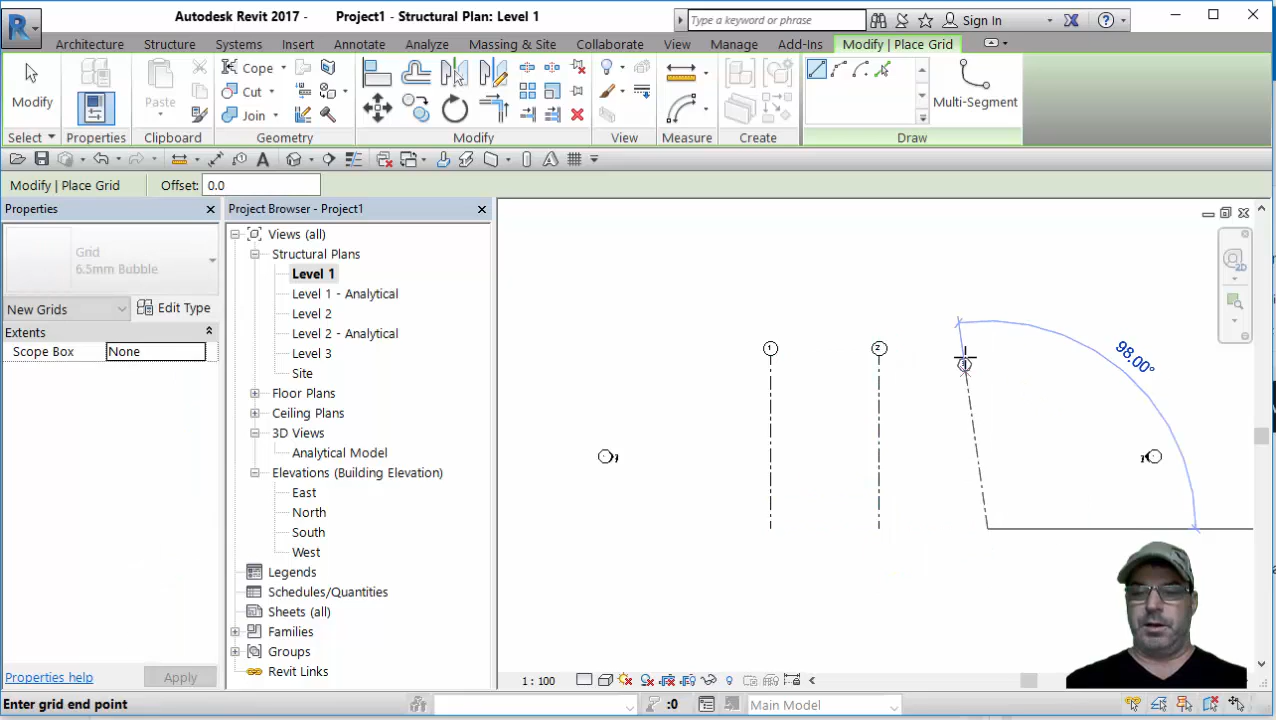 Autodesk Revit 2017 - Project1 - Structural Plan: Level 1
Type a keyword or phrase
Sign In
Architecture Structure Systems Insert Annotate Analyze Massing & Site Collaborate View Manage Add-Ins Modify | Place Grid
Modify
Paste
Cope
Cut
Join
Multi-Segment
Select Properties Clipboard Geometry Modify View Measure Create Draw
Modify | Place Grid Offset: 0.0
Properties
Grid
6.5mm Bubble
New Grids Edit Type
Extents
Scope Box None
Properties help Apply
Project Browser - Project1
Views (all)
Structural Plans
Level 1
Level 1 - Analytical
Level 2
Level 2 - Analytical
Level 3
Site
Floor Plans
Ceiling Plans
3D Views
Analytical Model
Elevations (Building Elevation)
East
North
South
West
Legends
Schedules/Quantities
Sheets (all)
Families
Groups
Revit Links
2D
98.00°
1 2
1 : 100
Enter grid end point
:0
Main Model